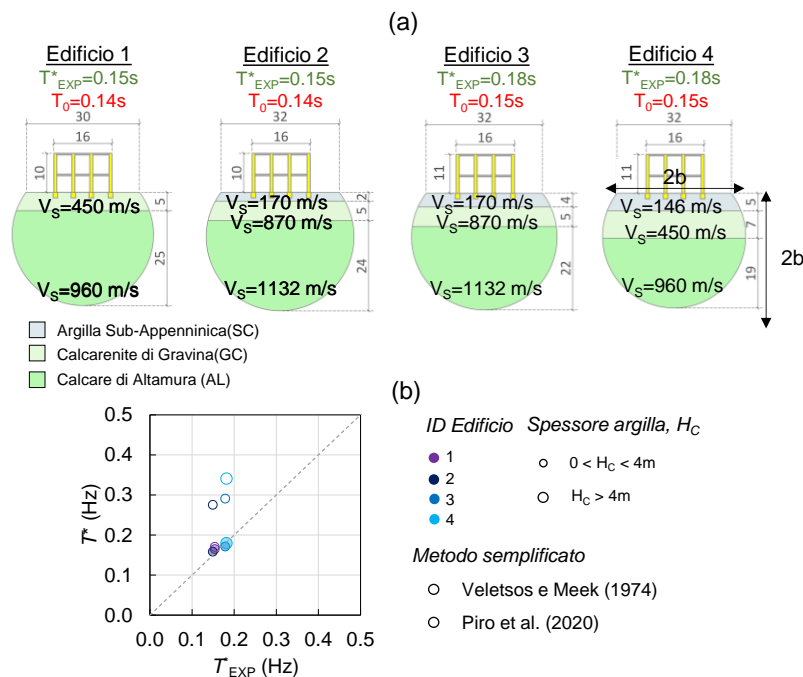 (a)
Edificio 1
T*EXP=0.15s
T0=0.14s
30
16
10
VS=450 m/s
5
25
VS=960 m/s
Edificio 2
T*EXP=0.15s
T0=0.14s
32
16
10
VS=170 m/s
2
VS=870 m/s
5
24
VS=1132 m/s
Edificio 3
T*EXP=0.18s
T0=0.15s
32
16
11
VS=170 m/s
4
VS=870 m/s
5
22
VS=1132 m/s
Edificio 4
T*EXP=0.18s
T0=0.15s
32
16
11
2b
VS=146 m/s
5
VS=450 m/s
7
2b
19
VS=960 m/s
Argilla Sub-Appenninica(SC)
Calcarenite di Gravina(GC)
Calcare di Altamura (AL)
(b)
0.5
0.4
0.3
0.2
0.1
0.0
T* (Hz)
0.0 0.1 0.2 0.3 0.4 0.5
T*EXP (Hz)
ID Edificio
1
2
3
4
Spessore argilla, HC
0 < HC < 4m
HC > 4m
Metodo semplificato
Veletsos e Meek (1974)
Piro et al. (2020)